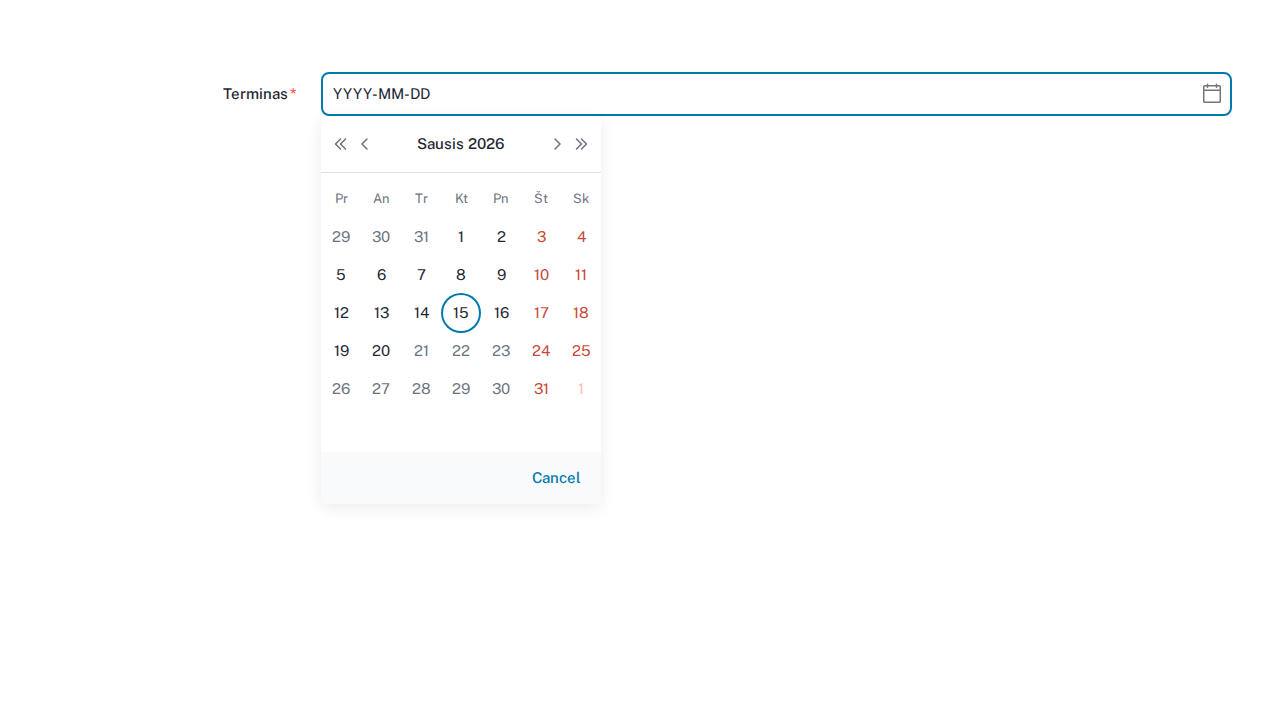 Terminas*
YYYY-MM-DD
Sausis 2026
Pr An Tr Kt Pn Št Sk
29 30 31 1 2 3 4
5 6 7 8 9 10 11
12 13 14 15 16 17 18
19 20 21 22 23 24 25
26 27 28 29 30 31 1
Cancel